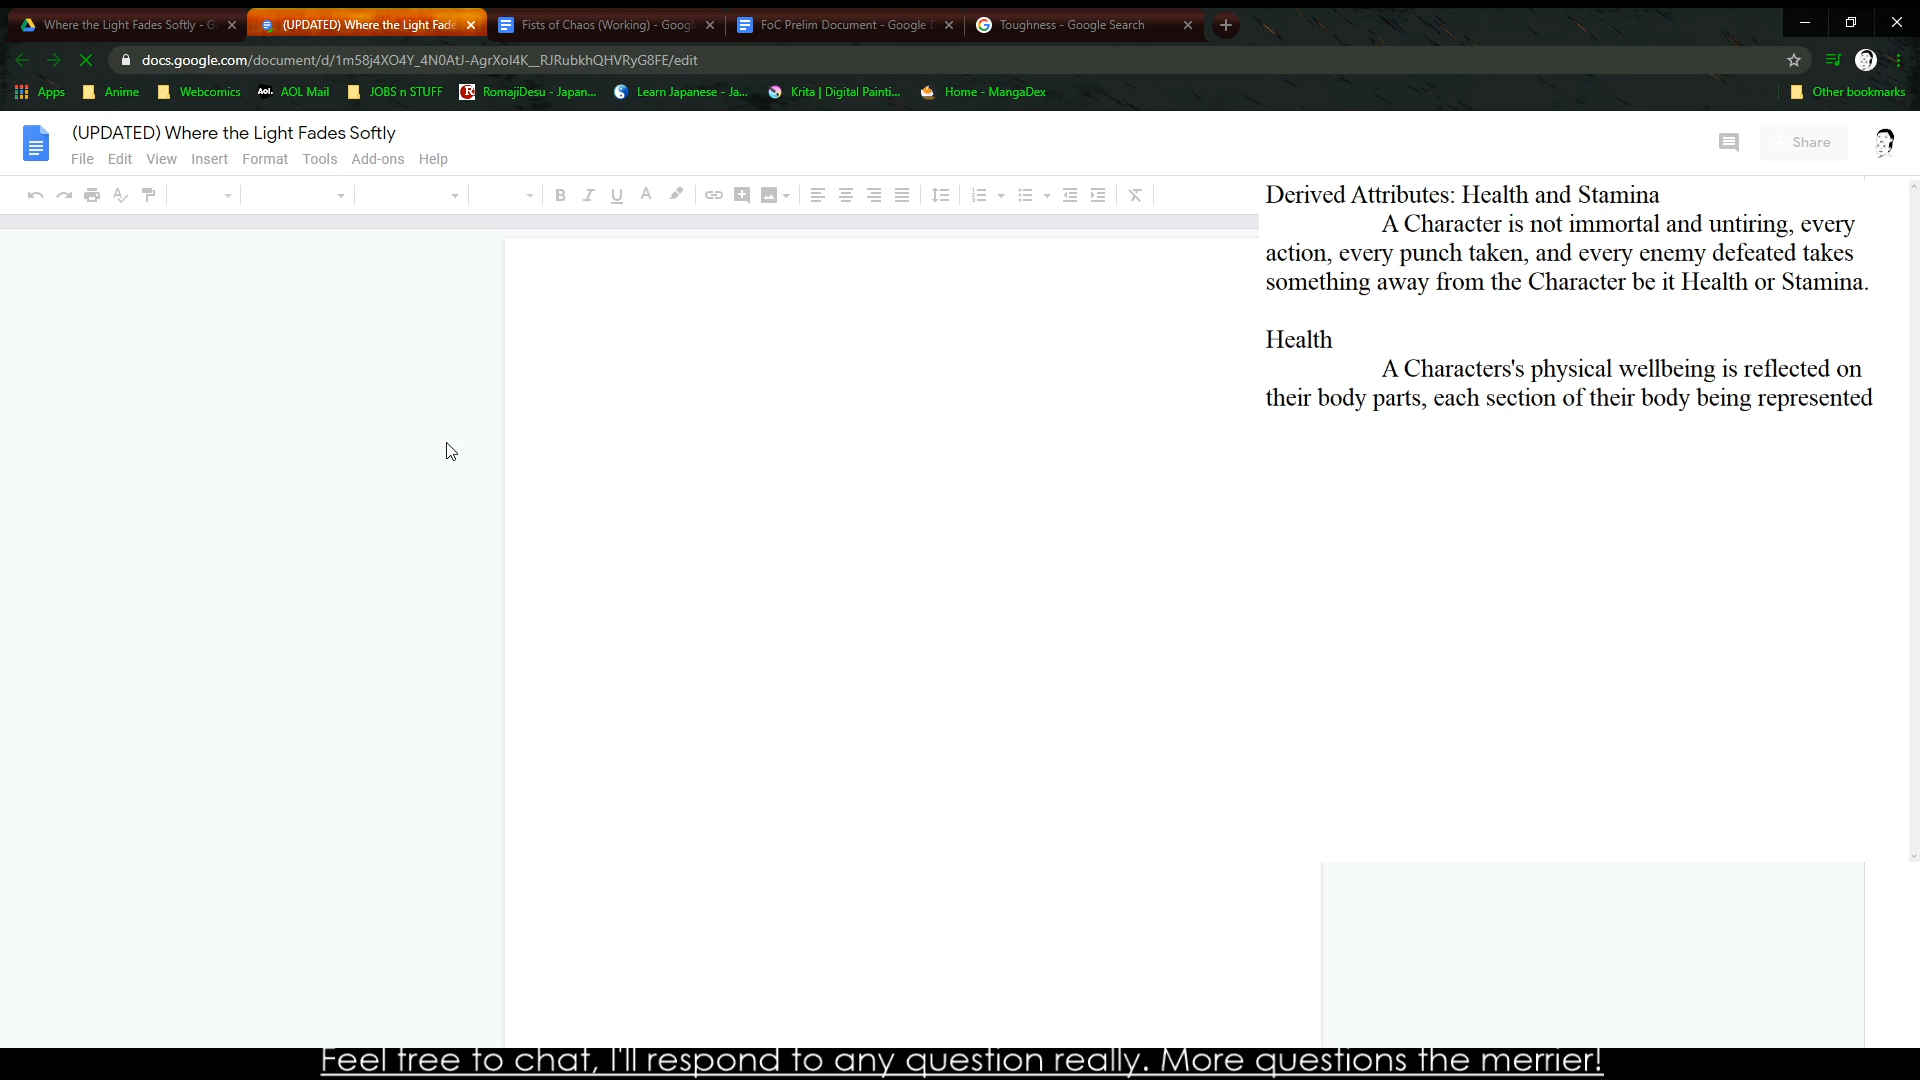 Where the Light Fades Softly - G
(UPDATED) Where the Light Fade
Fists of Chaos (Working) - Googl
FoC Prelim Document - Google D
Toughness - Google Search
docs.google.com/document/d/1m58j4XO4Y_4N0AtJ-AgrXol4K__RJRubkhQHVRyG8FE/edit
Apps
Anime
Webcomics
Aol.
AOL Mail
JOBS n STUFF
RomajiDesu - Japan...
Learn Japanese - Ja...
Krita | Digital Painti...
Home - MangaDex
Other bookmarks
(UPDATED) Where the Light Fades Softly
File Edit View Insert Format Tools Add-ons Help
Share
Derived Attributes: Health and Stamina
A Character is not immortal and untiring, every
action, every punch taken, and every enemy defeated takes
something away from the Character be it Health or Stamina.
Health
A Characters's physical wellbeing is reflected on
their body parts, each section of their body being represented
Feel free to chat, I'll respond to any question really. More questions the merrier!